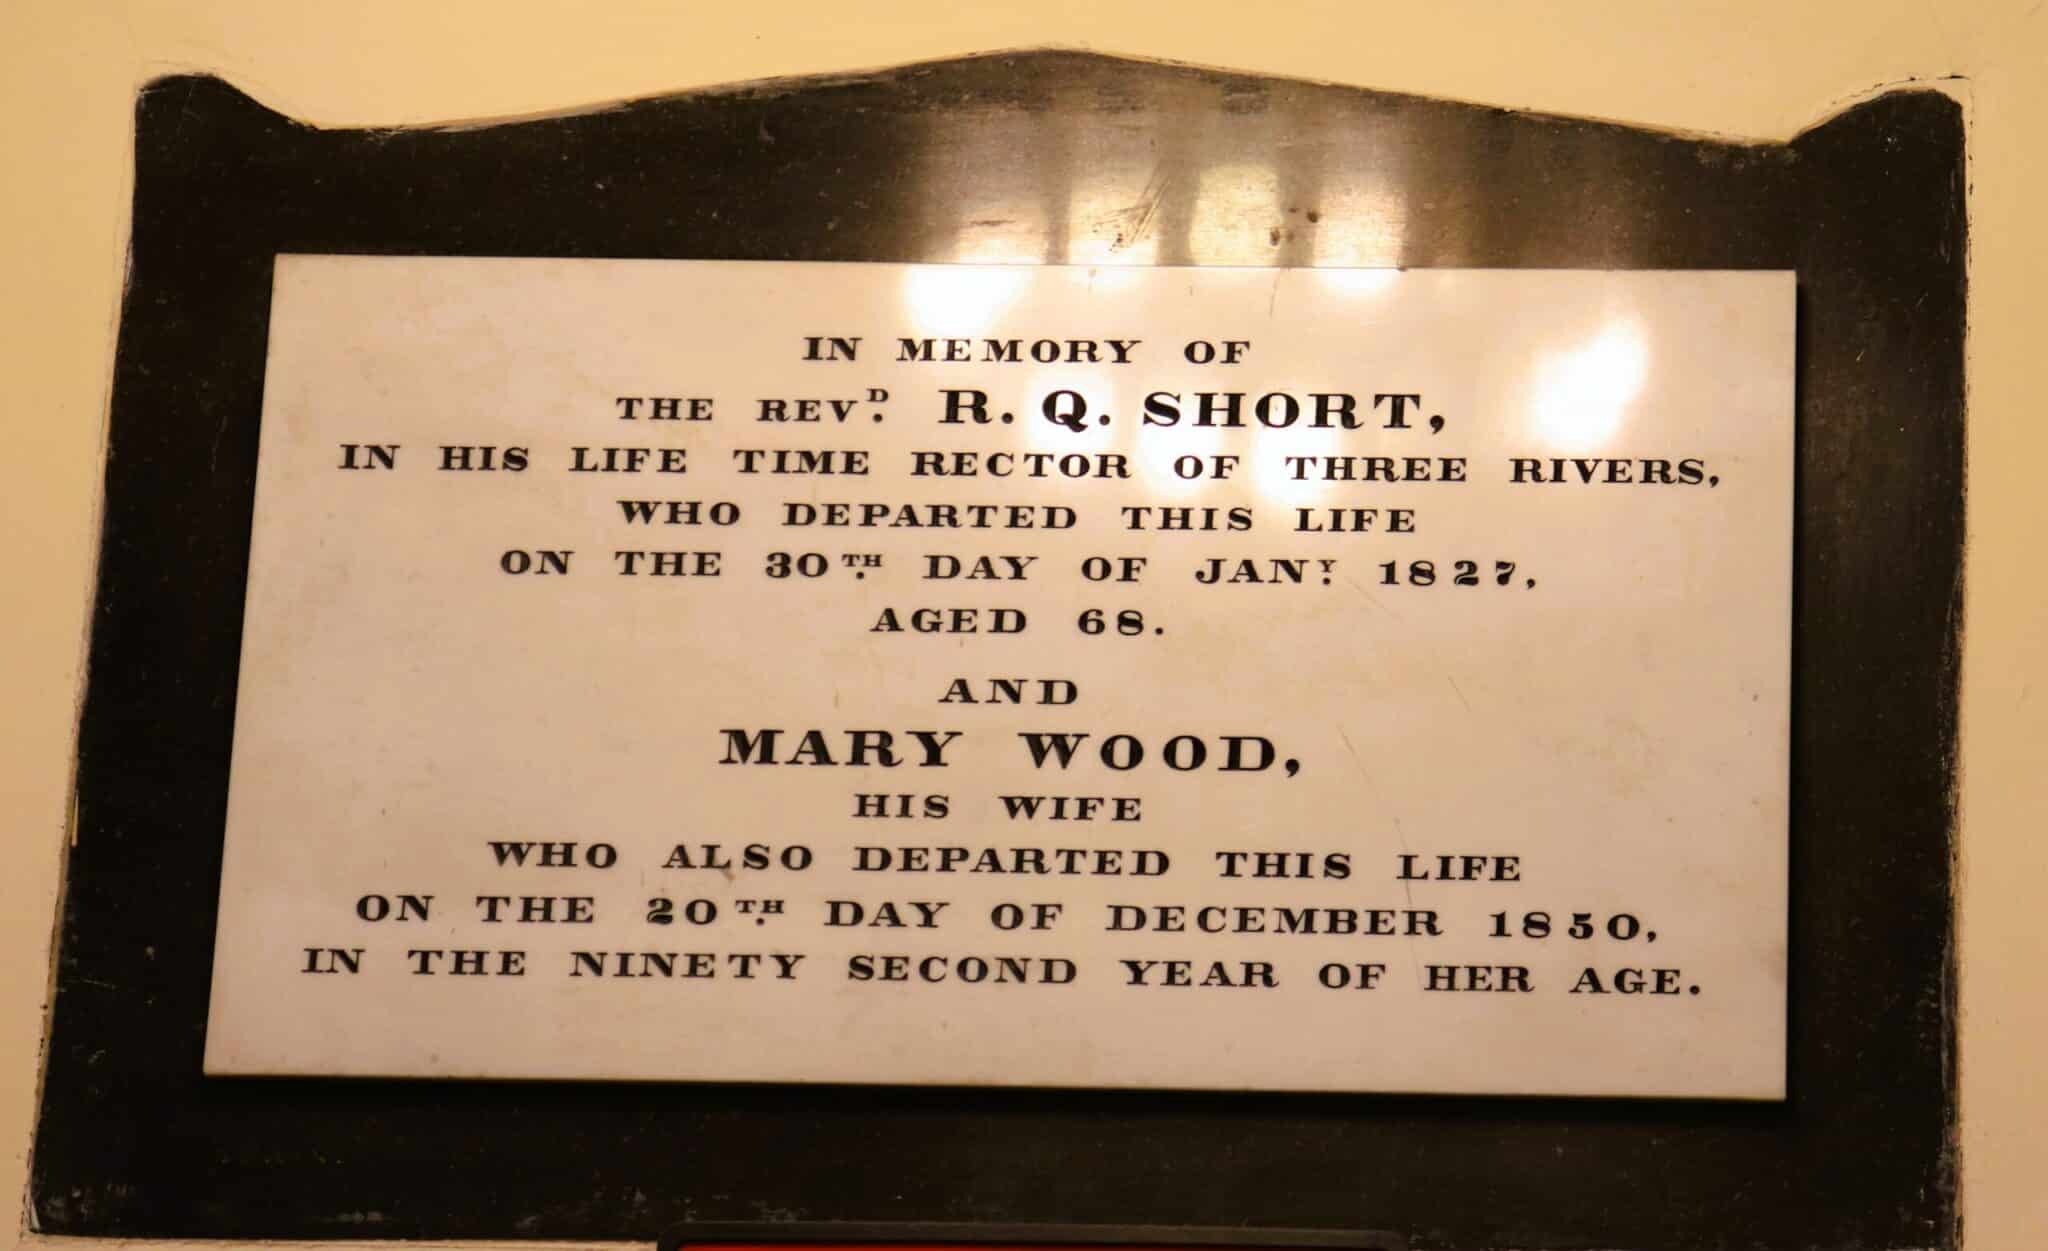 IN MEMORY OF
THE REVD. R. Q. SHORT,
IN HIS LIFE TIME RECTOR OF THREE RIVERS,
WHO DEPARTED THIS LIFE
ON THE 30TH. DAY OF JANY. 1827,
AGED 68.
AND
MARY WOOD,
HIS WIFE
WHO ALSO DEPARTED THIS LIFE
ON THE 20TH. DAY OF DECEMBER 1850,
IN THE NINETY SECOND YEAR OF HER AGE.